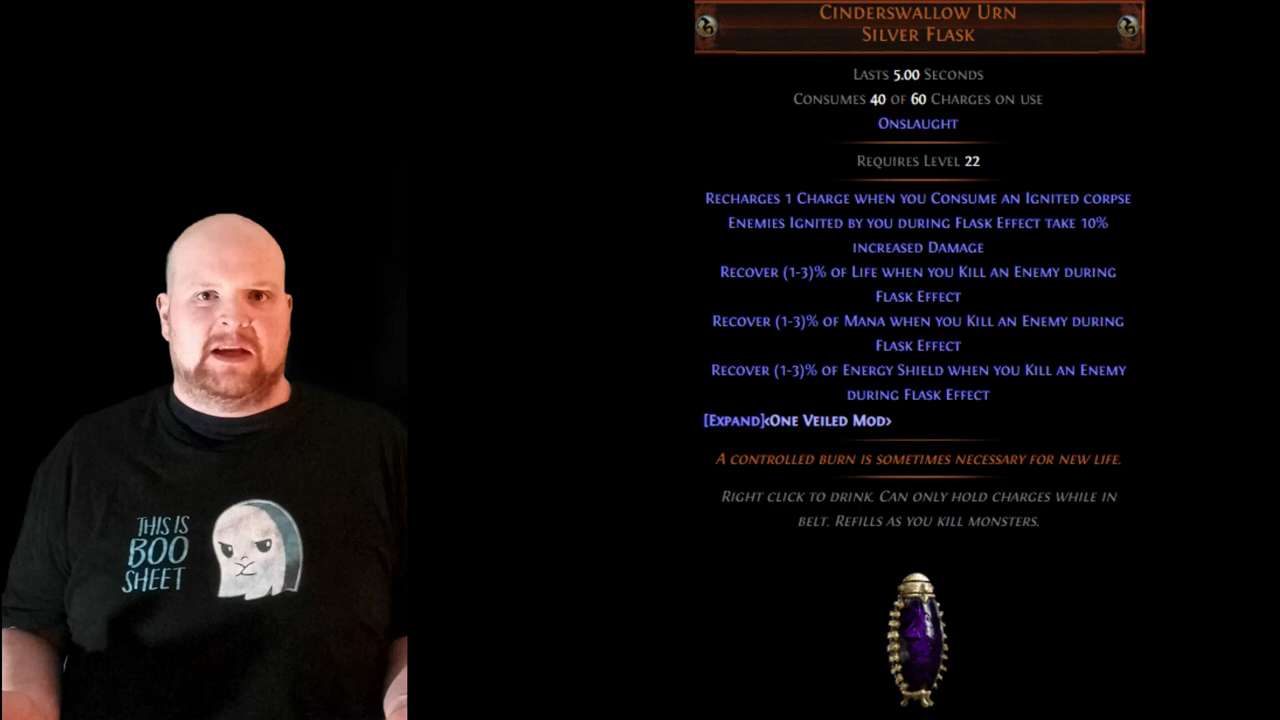 Cinderswallow Urn
Silver Flask
Lasts 5.00 Seconds
Consumes 40 of 60 Charges on use
Onslaught
Requires Level 22
Recharges 1 Charge when you Consume an Ignited corpse
Enemies Ignited by you during Flask Effect take 10%
increased Damage
Recover (1-3)% of Life when you Kill an Enemy during
Flask Effect
Recover (1-3)% of Mana when you Kill an Enemy during
Flask Effect
Recover (1-3)% of Energy Shield when you Kill an Enemy
during Flask Effect
[Expand]<One Veiled Mod>
A controlled burn is sometimes necessary for new life.
Right click to drink. Can only hold charges while in
belt. Refills as you kill monsters.
THIS IS
BOO
SHEET